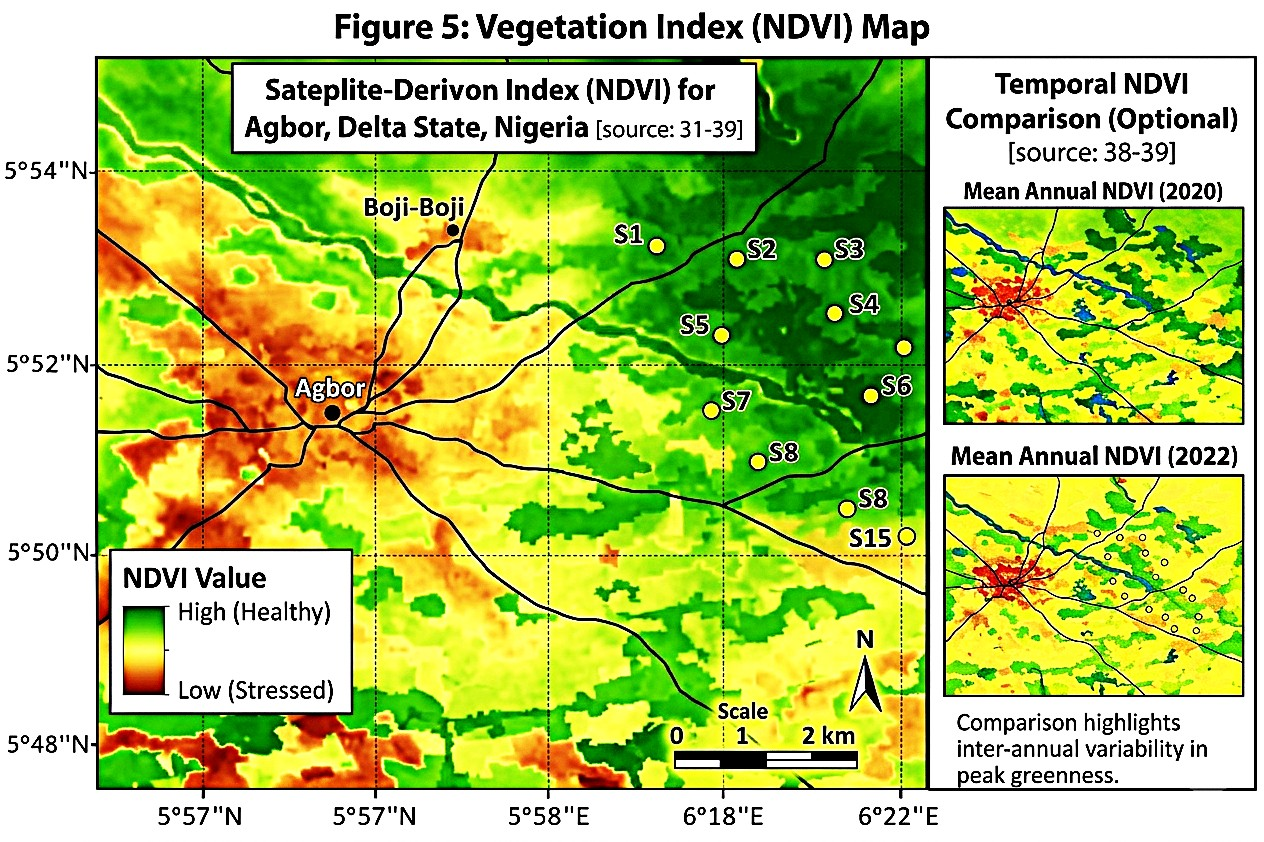 Figure 5: Vegetation Index (NDVI) Map
Sateplite-Derivon Index (NDVI) for
Agbor, Delta State, Nigeria [source: 31-39]
5°54"N
5°52"N
5°50"N
5°48"N
Boji-Boji
Agbor
S1
S2
S3
S4
S5
S6
S7
S8
S8
S15
NDVI Value
High (Healthy)
Low (Stressed)
N
Scale
0 1 2 km
5°57"N 5°57"N 5°58"E 6°18"E 6°22"E
Temporal NDVI
Comparison (Optional)
[source: 38-39]
Mean Annual NDVI (2020)
Mean Annual NDVI (2022)
Comparison highlights
inter-annual variability in
peak greenness.